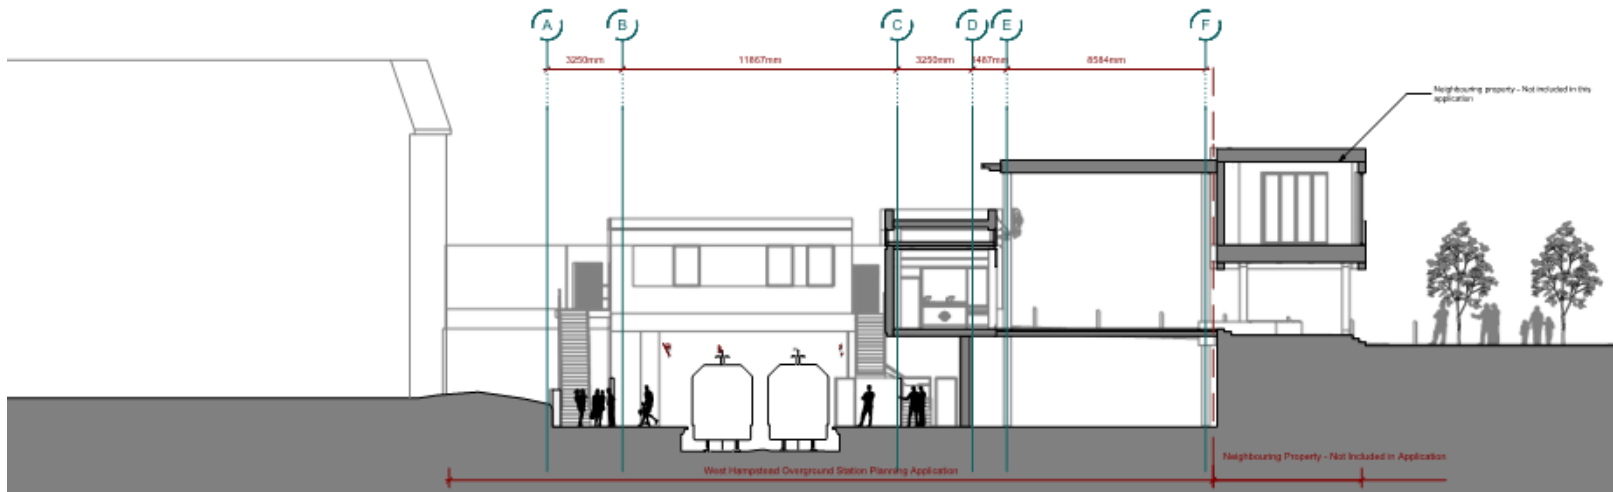 A B C D E F
3250mm 11867mm 3250mm 1487mm 8584mm
Neighbouring property - Not included in this
application
West Hampstead Overground Station Planning Application
Neighbouring Property - Not Included in Application